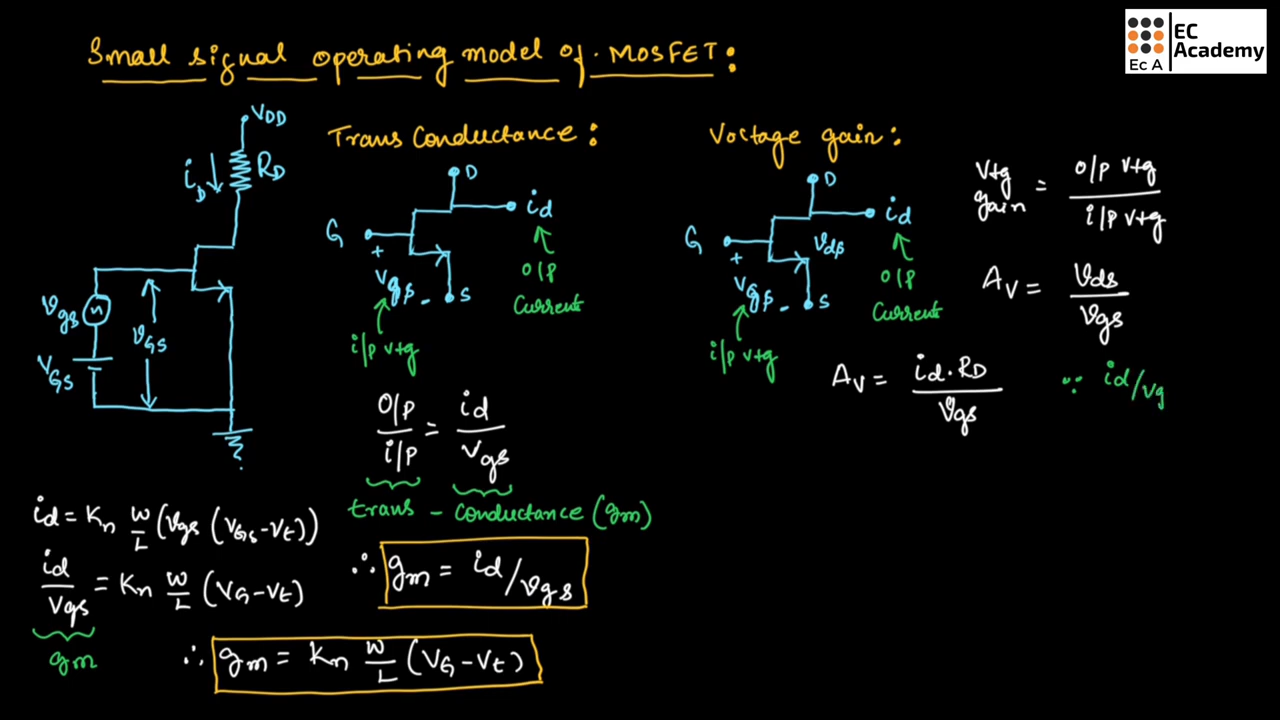 EC
Academy
Ec A
Small signal operating model of. MOSFET:
VDD
iD
RD
vgs
VGS
vGS
Trans Conductance:
D
id
G
+
vgs -
S
O/P
Current
i/p vtg
O/P / i/P = id / vgs
trans - conductance (gm)
∴ gm = id/vgs
id = Kn W/L (vgs (VGS-Vt))
id / vgs = Kn W/L (VG-Vt)
gm
∴ gm = Kn W/L (VG-Vt)
Voltage gain:
D
id
G
+
vds
vgs -
S
O/P
Current
i/p vtg
Vtg gain = O/P vtg / i/p vtg
Av = vds / vgs
Av = id.RD / vgs
∵ id/vg